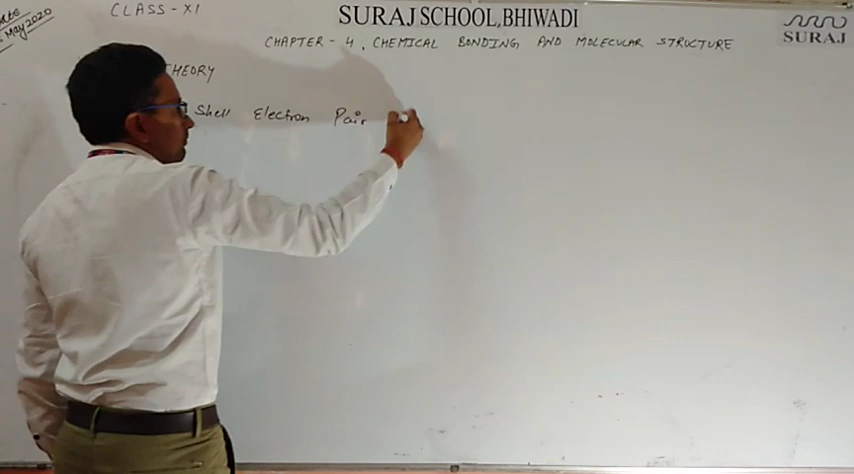 CLASS - XI
SURAJ SCHOOL, BHIWADI
SURAJ
May 2020
CHAPTER - 4, CHEMICAL BONDING AND MOLECULAR STRUCTURE
THEORY
Shell Electron Pair